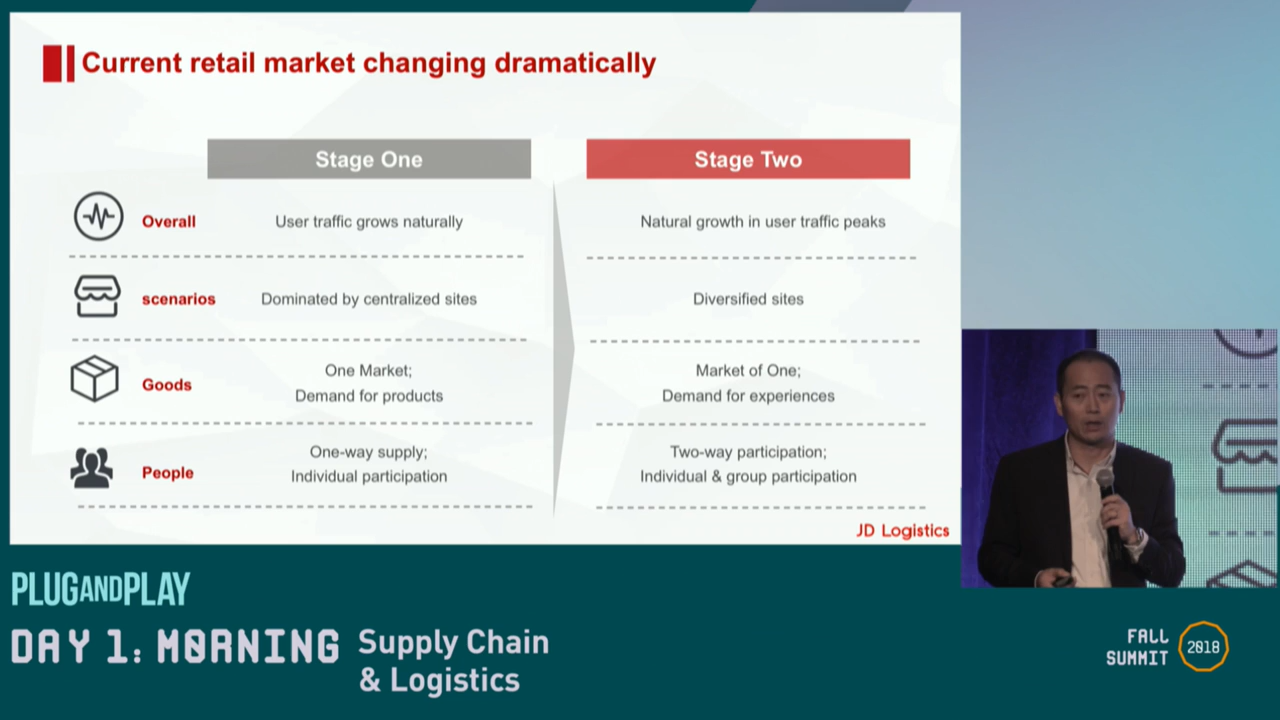 Current retail market changing dramatically
Stage One
Stage Two
Overall
User traffic grows naturally
Natural growth in user traffic peaks
scenarios
Dominated by centralized sites
Diversified sites
Goods
One Market;
Demand for products
Market of One;
Demand for experiences
People
One-way supply;
Individual participation
Two-way participation;
Individual & group participation
JD Logistics
PLUGANDPLAY
DAY 1: MORNING
Supply Chain
& Logistics
FALL
SUMMIT
2018